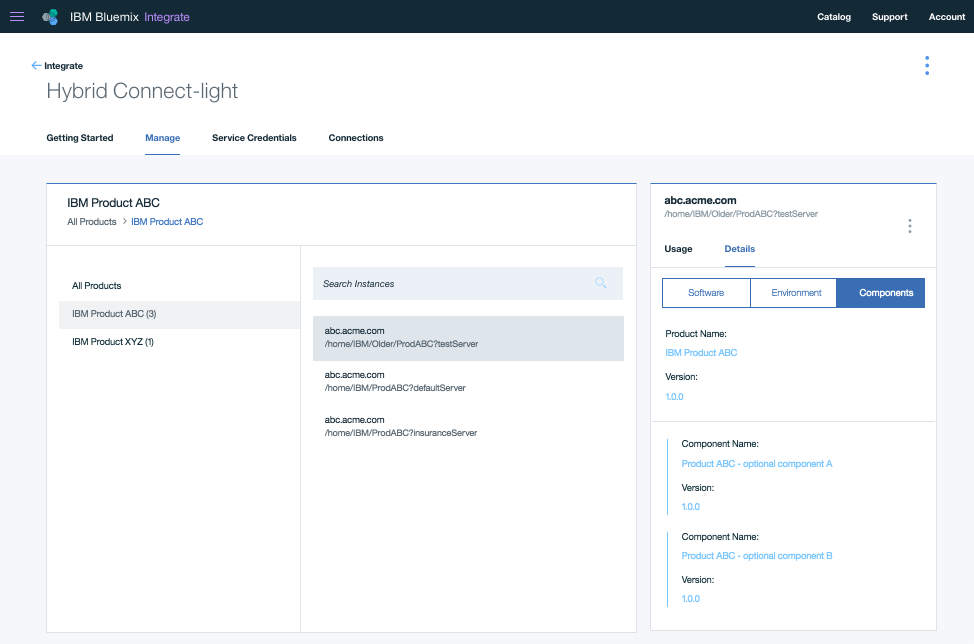 IBM Bluemix Integrate
Catalog Support Account
Integrate
Hybrid Connect-light
Getting Started Manage Service Credentials Connections
IBM Product ABC
All Products > IBM Product ABC
All Products
IBM Product ABC (3)
IBM Product XYZ (1)
Search Instances
abc.acme.com
/home/IBM/Older/ProdABC?testServer
abc.acme.com
/home/IBM/ProdABC?defaultServer
abc.acme.com
/home/IBM/ProdABC?insuranceServer
abc.acme.com
/home/IBM/Older/ProdABC?testServer
Usage Details
Software Environment Components
Product Name:
IBM Product ABC
Version:
1.0.0
Component Name:
Product ABC - optional component A
Version:
1.0.0
Component Name:
Product ABC - optional component B
Version:
1.0.0